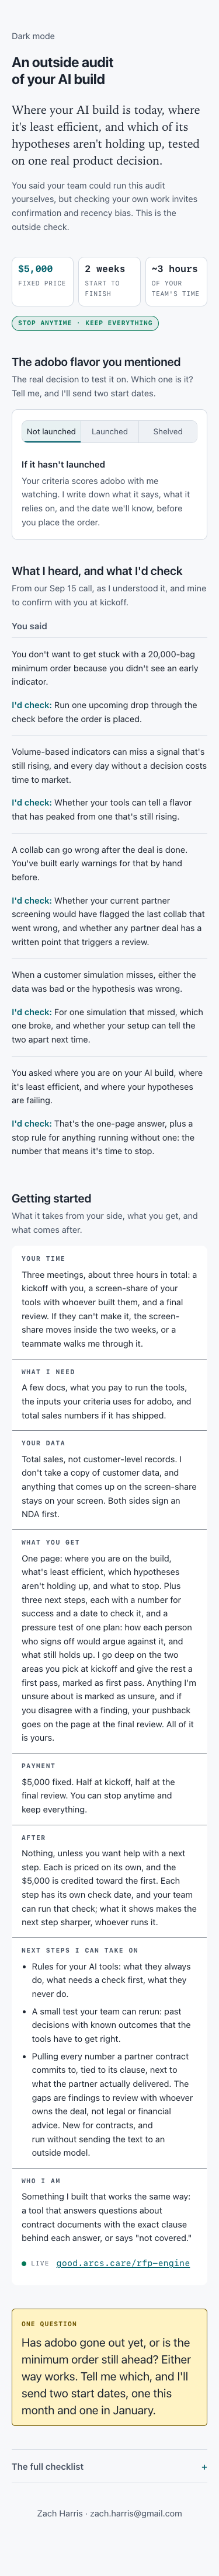 Dark mode
An outside audit
of your AI build
Where your AI build is today, where
it's least efficient, and which of its
hypotheses aren't holding up, tested
on one real product decision.
You said your team could run this audit
yourselves, but checking your own work invites
confirmation and recency bias. This is the
outside check.
$5,000
FIXED PRICE
2 weeks
START TO
FINISH
~3 hours
OF YOUR
TEAM'S TIME
STOP ANYTIME · KEEP EVERYTHING
The adobo flavor you mentioned
The real decision to test it on. Which one is it?
Tell me, and I'll send two start dates.
Not launched
Launched
Shelved
If it hasn't launched
Your criteria scores adobo with me
watching. I write down what it says, what it
relies on, and the date we'll know, before
you place the order.
What I heard, and what I'd check
From our Sep 15 call, as I understood it, and mine
to confirm with you at kickoff.
You said
You don't want to get stuck with a 20,000-bag
minimum order because you didn't see an early
indicator.
I'd check: Run one upcoming drop through the
check before the order is placed.
Volume-based indicators can miss a signal that's
still rising, and every day without a decision costs
time to market.
I'd check: Whether your tools can tell a flavor
that has peaked from one that's still rising.
A collab can go wrong after the deal is done.
You've built early warnings for that by hand
before.
I'd check: Whether your current partner
screening would have flagged the last collab that
went wrong, and whether any partner deal has a
written point that triggers a review.
When a customer simulation misses, either the
data was bad or the hypothesis was wrong.
I'd check: For one simulation that missed, which
one broke, and whether your setup can tell the
two apart next time.
You asked where you are on your AI build, where
it's least efficient, and where your hypotheses
are failing.
I'd check: That's the one-page answer, plus a
stop rule for anything running without one: the
number that means it's time to stop.
Getting started
What it takes from your side, what you get, and
what comes after.
YOUR TIME
Three meetings, about three hours in total: a
kickoff with you, a screen-share of your
tools with whoever built them, and a final
review. If they can't make it, the screen-
share moves inside the two weeks, or a
teammate walks me through it.
WHAT I NEED
A few docs, what you pay to run the tools,
the inputs your criteria uses for adobo, and
total sales numbers if it has shipped.
YOUR DATA
Total sales, not customer-level records. I
don't take a copy of customer data, and
anything that comes up on the screen-share
stays on your screen. Both sides sign an
NDA first.
WHAT YOU GET
One page: where you are on the build,
what's least efficient, which hypotheses
aren't holding up, and what to stop. Plus
three next steps, each with a number for
success and a date to check it, and a
pressure test of one plan: how each person
who signs off would argue against it, and
what still holds up. I go deep on the two
areas you pick at kickoff and give the rest a
first pass, marked as first pass. Anything I'm
unsure about is marked as unsure, and if
you disagree with a finding, your pushback
goes on the page at the final review. All of it
is yours.
PAYMENT
$5,000 fixed. Half at kickoff, half at the
final review. You can stop anytime and
keep everything.
AFTER
Nothing, unless you want help with a next
step. Each is priced on its own, and the
$5,000 is credited toward the first. Each
step has its own check date, and your team
can run that check; what it shows makes the
next step sharper, whoever runs it.
NEXT STEPS I CAN TAKE ON
• Rules for your AI tools: what they always
do, what needs a check first, what they
never do.
• A small test your team can rerun: past
decisions with known outcomes that the
tools have to get right.
• Pulling every number a partner contract
commits to, tied to its clause, next to
what the partner actually delivered. The
gaps are findings to review with whoever
owns the deal, not legal or financial
advice. New for contracts, and
run without sending the text to an
outside model.
WHO I AM
Something I built that works the same way:
a tool that answers questions about
contract documents with the exact clause
behind each answer, or says "not covered."
LIVE good.arcs.care/rfp-engine
ONE QUESTION
Has adobo gone out yet, or is the
minimum order still ahead? Either
way works. Tell me which, and I'll
send two start dates, one this
month and one in January.
The full checklist +
Zach Harris · zach.harris@gmail.com